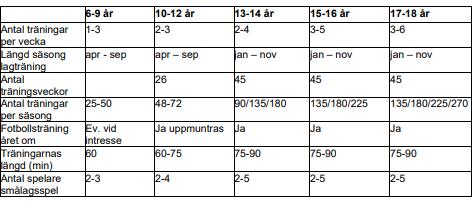 6-9 år 10-12 år 13-14 år 15-16 år 17-18 år
Antal träningar per vecka 1-3 2-3 2-4 3-5 3-6
Längd säsong lagträning apr - sep apr – sep jan – nov jan – nov jan – nov
Antal träningsveckor 26 45 45 45
Antal träningar per säsong 25-50 48-72 90/135/180 135/180/225 135/180/225/270
Fotbollsträning året om Ev. vid intresse Ja uppmuntras Ja Ja Ja
Träningarnas längd (min) 60 60-75 75-90 75-90 75-90
Antal spelare smålagsspel 2-3 2-4 2-5 2-5 2-5